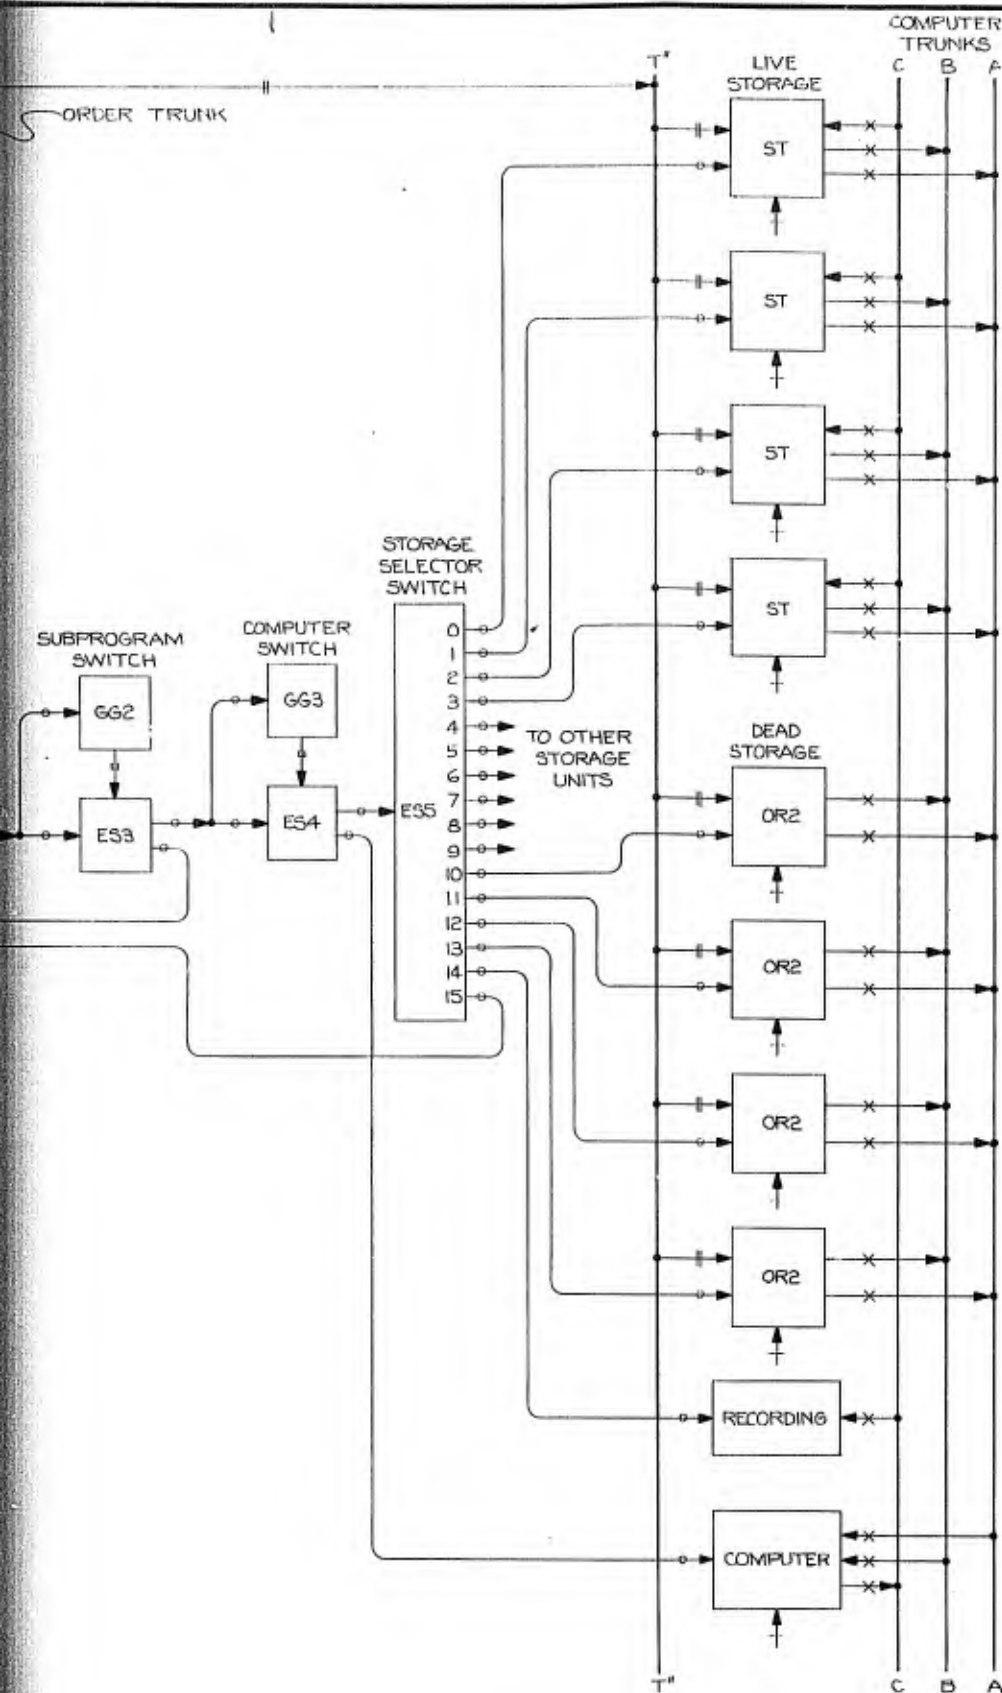 COMPUTER
TRUNKS
C B A
T"
LIVE
STORAGE
ORDER TRUNK
ST
ST
ST
ST
STORAGE
SELECTOR
SWITCH
SUBPROGRAM
SWITCH
COMPUTER
SWITCH
GG2
GG3
ES3
ES4
ES5
0
1
2
3
4
5
6
7
8
9
10
11
12
13
14
15
TO OTHER
STORAGE
UNITS
DEAD
STORAGE
OR2
OR2
OR2
OR2
RECORDING
COMPUTER
T"
C B A